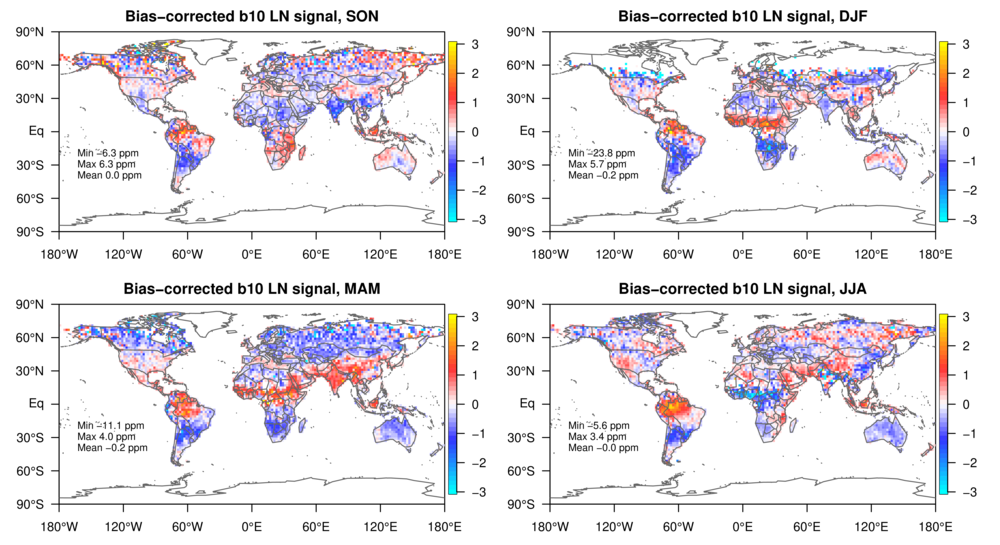 Bias−corrected b10 LN signal, SON
90°N
60°N
30°N
Eq
30°S
60°S
90°S
180°W 120°W 60°W 0°E 60°E 120°E 180°E
Min −6.3 ppm
Max 6.3 ppm
Mean 0.0 ppm
3
2
1
0
−1
−2
−3
Bias−corrected b10 LN signal, DJF
90°N
60°N
30°N
Eq
30°S
60°S
90°S
180°W 120°W 60°W 0°E 60°E 120°E 180°E
Min −23.8 ppm
Max 5.7 ppm
Mean −0.2 ppm
3
2
1
0
−1
−2
−3
Bias−corrected b10 LN signal, MAM
90°N
60°N
30°N
Eq
30°S
60°S
90°S
180°W 120°W 60°W 0°E 60°E 120°E 180°E
Min −11.1 ppm
Max 4.0 ppm
Mean −0.2 ppm
3
2
1
0
−1
−2
−3
Bias−corrected b10 LN signal, JJA
90°N
60°N
30°N
Eq
30°S
60°S
90°S
180°W 120°W 60°W 0°E 60°E 120°E 180°E
Min −5.6 ppm
Max 3.4 ppm
Mean −0.0 ppm
3
2
1
0
−1
−2
−3